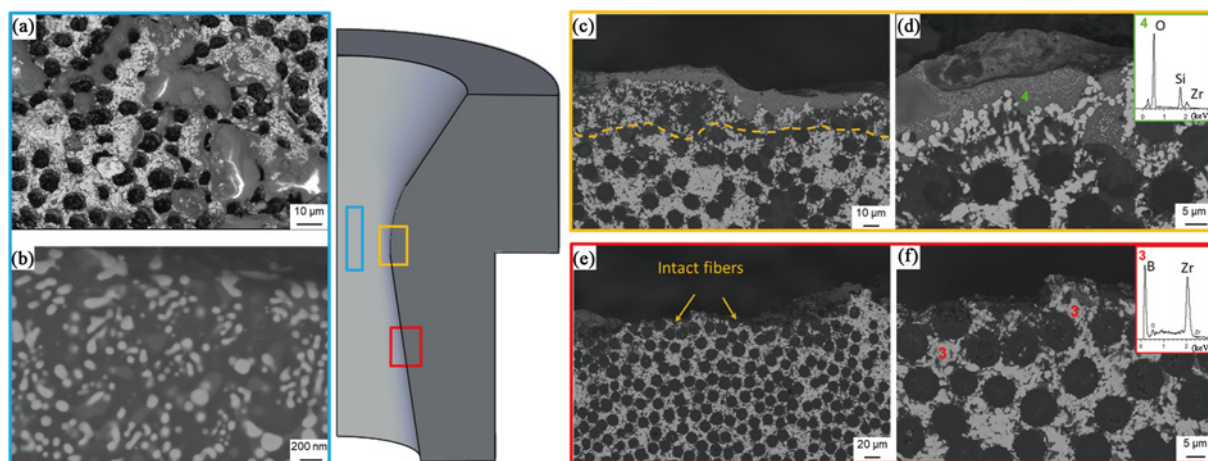 (a)
10 µm
(b)
200 nm
(c)
10 µm
(d)
4
4
O
Si
Zr
0
1
2
(keV)
5 µm
(e)
Intact fibers
20 µm
(f)
3
3
3
B
Zr
0
1
2
(keV)
5 µm